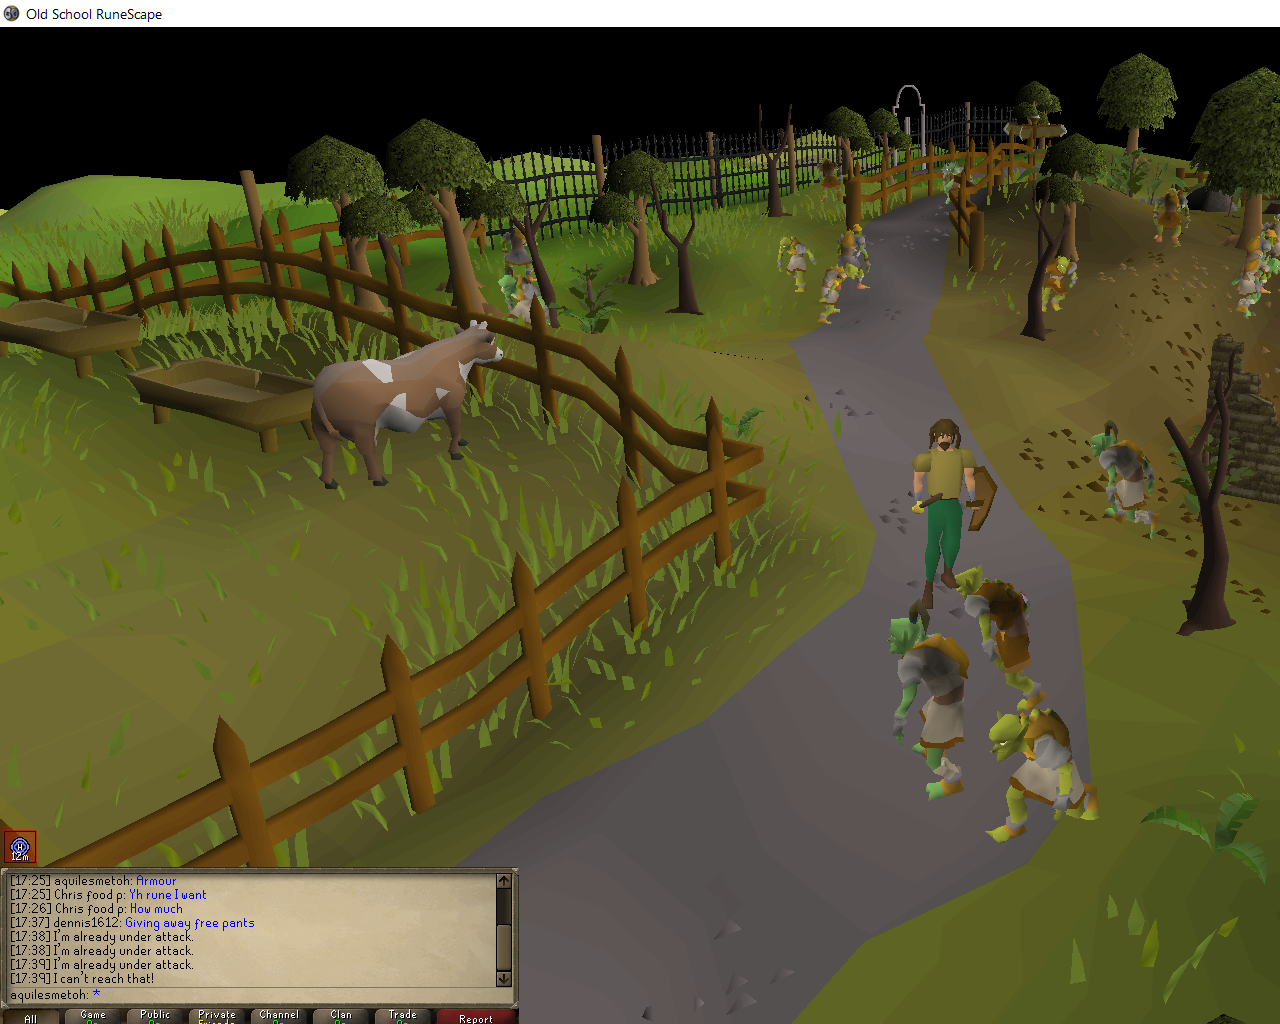 Old School RuneScape
12m
[17:25] aquilesmetoh: Armour
[17:25] Chris food p: Yh rune I want
[17:26] Chris food p: How much
[17:37] dennis1612: Giving away free pants
[17:38] I'm already under attack.
[17:38] I'm already under attack.
[17:39] I'm already under attack.
[17:39] I can't reach that!
aquilesmetoh: *
All Game Public Private Channel Clan Trade Report